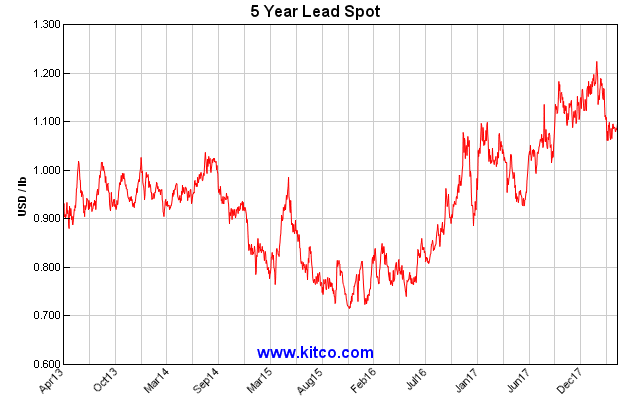 5 Year Lead Spot
1.300
1.200
1.100
1.000
0.900
0.800
0.700
0.600
USD / lb
www.kitco.com
Apr13
Oct13
Mar14
Sep14
Mar15
Aug15
Feb16
Jul16
Jan17
Jun17
Dec17